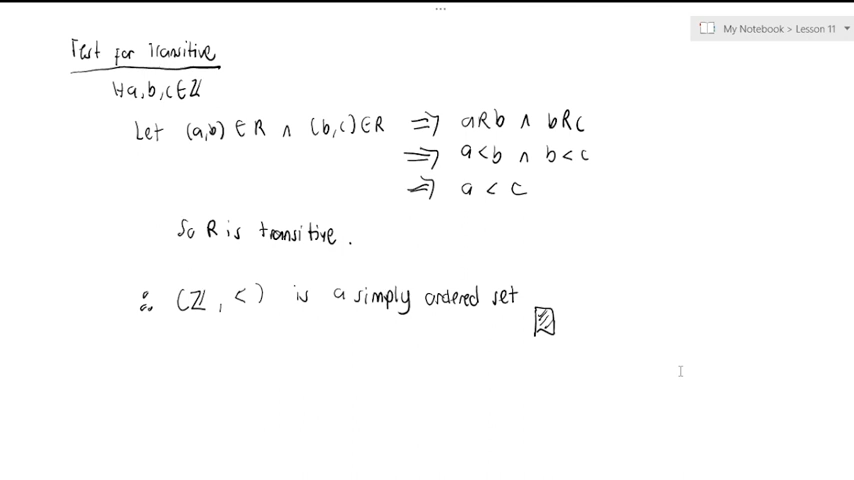 ...
My Notebook > Lesson 11
Test for Transitive
∀a,b,c∈ℤ
Let (a,b) ∈ R ∧ (b,c) ∈ R ⇒ aRb ∧ bRc
⇒ a<b ∧ b<c
⇒ a < c
So R is transitive.
∴ (ℤ, <) is a simply ordered set